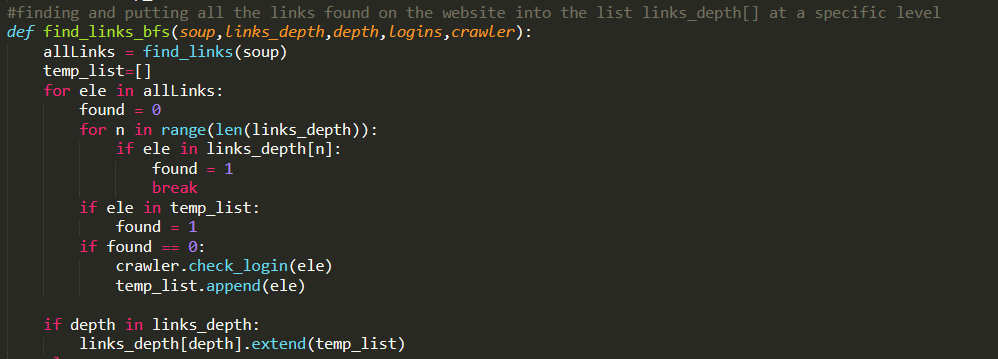 #finding and putting all the links found on the website into the list links_depth[] at a specific level
def find_links_bfs(soup,links_depth,depth,logins,crawler):
    allLinks = find_links(soup)
    temp_list=[]
    for ele in allLinks:
        found = 0
        for n in range(len(links_depth)):
            if ele in links_depth[n]:
                found = 1
                break
        if ele in temp_list:
            found = 1
        if found == 0:
            crawler.check_login(ele)
            temp_list.append(ele)

    if depth in links_depth:
        links_depth[depth].extend(temp_list)